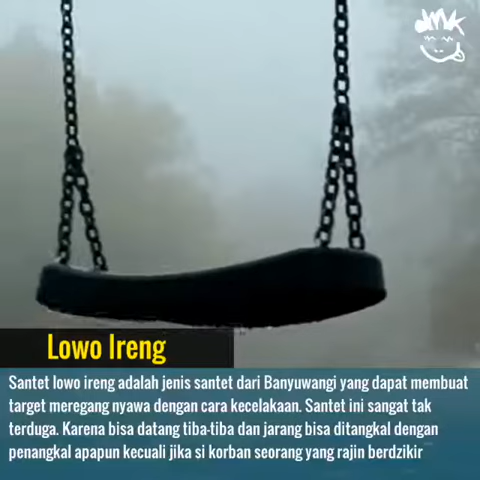 JMK
Lowo Ireng
Santet lowo ireng adalah jenis santet dari Banyuwangi yang dapat membuat
target meregang nyawa dengan cara kecelakaan. Santet ini sangat tak
terduga. Karena bisa datang tiba-tiba dan jarang bisa ditangkal dengan
penangkal apapun kecuali jika si korban seorang yang rajin berdzikir